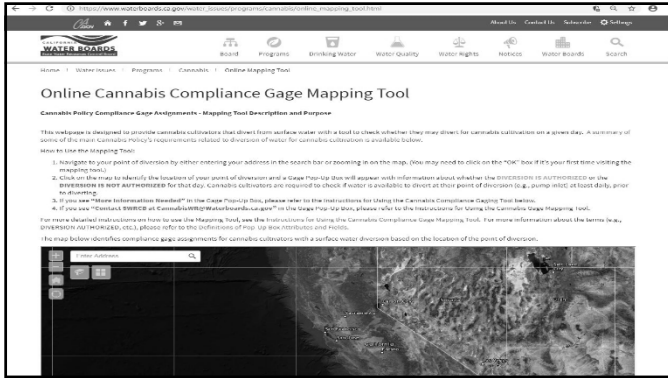 https://www.waterboards.ca.gov/water_issues/programs/cannabis/online_mapping_tool.html
About Us Contact Us Subscribe Settings
CALIFORNIA
WATER BOARDS
Board Programs Drinking Water Water Quality Water Rights Notices Water Boards Search
Home Water Issues Programs Cannabis Online Mapping Tool
Online Cannabis Compliance Gage Mapping Tool
Cannabis Policy Compliance Gage Assignments - Mapping Tool Description and Purpose
This webpage is designed to provide cannabis cultivators that divert from surface water with a tool to check whether they may divert for cannabis cultivation on a given day. A summary of
some of the main Cannabis Policy's requirements related to diversion of water for cannabis cultivation is available below.
How to Use the Mapping Tool:
1. Navigate to your point of diversion by either entering your address in the search bar or zooming in on the map. (You may need to click on the "OK" box if it's your first time visiting the
mapping tool.)
2. Click on the map to identify the location of your point of diversion and a Gage Pop-Up Box will appear with information about whether the DIVERSION IS AUTHORIZED or the
DIVERSION IS NOT AUTHORIZED for that day. Cannabis cultivators are required to check if water is available to divert at their point of diversion (e.g., pump inlet) at least daily, prior
to diverting.
3. If you see "More Information Needed" in the Gage Pop-Up Box, please refer to the Instructions for Using the Cannabis Compliance Gaging Tool below.
4. If you see "Contact SWRCB at CannabisWR@Waterboards.ca.gov" in the Gage Pop-Up Box, please refer to the Instructions for Using the Cannabis Gage Mapping Tool.
For more detailed instructions on how to use the Mapping Tool, see the Instructions for Using the Cannabis Compliance Gage Mapping Tool. For more information about the terms (e.g.,
DIVERSION AUTHORIZED, etc.), please refer to the Definitions of Pop-Up Box Attributes and Fields.
The map below identifies compliance gage assignments for cannabis cultivators with a surface water diversion based on the location of the point of diversion.
Enter Address